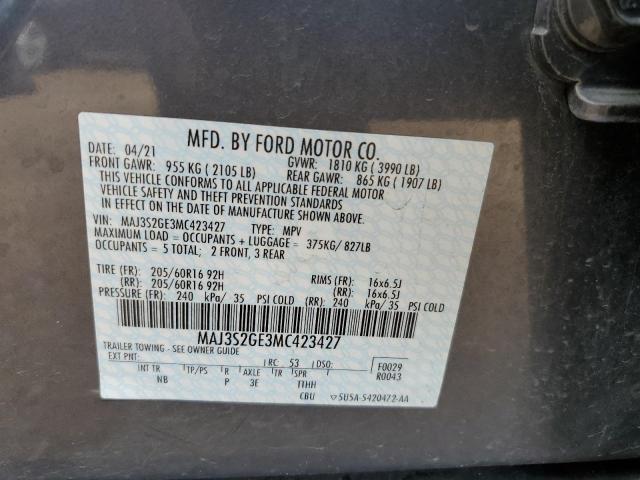 MFD. BY FORD MOTOR CO.
DATE: 04/21 GVWR: 1810 KG ( 3990 LB)
FRONT GAWR: 955 KG ( 2105 LB) REAR GAWR: 865 KG ( 1907 LB)
THIS VEHICLE CONFORMS TO ALL APPLICABLE FEDERAL MOTOR
VEHICLE SAFETY AND THEFT PREVENTION STANDARDS
IN EFFECT ON THE DATE OF MANUFACTURE SHOWN ABOVE.
VIN: MAJ3S2GE3MC423427 TYPE: MPV
MAXIMUM LOAD = OCCUPANTS + LUGGAGE = 375KG/ 827LB
OCCUPANTS = 5 TOTAL; 2 FRONT, 3 REAR
TIRE (FR): 205/60R16 92H RIMS (FR): 16x6.5J
(RR): 205/60R16 92H (RR): 16x6.5J
PRESSURE (FR): 240 kPa/ 35 PSI COLD (RR): 240 kPa/ 35 PSI COLD
MAJ3S2GE3MC423427
TRAILER TOWING - SEE OWNER GUIDE
EXT PNT: RC: 53 DSO: F0029
R0043
INT TR TP/PS R AXLE TR SPR
NB P 3E TTHH
CBU 5U5A-5420472-AA